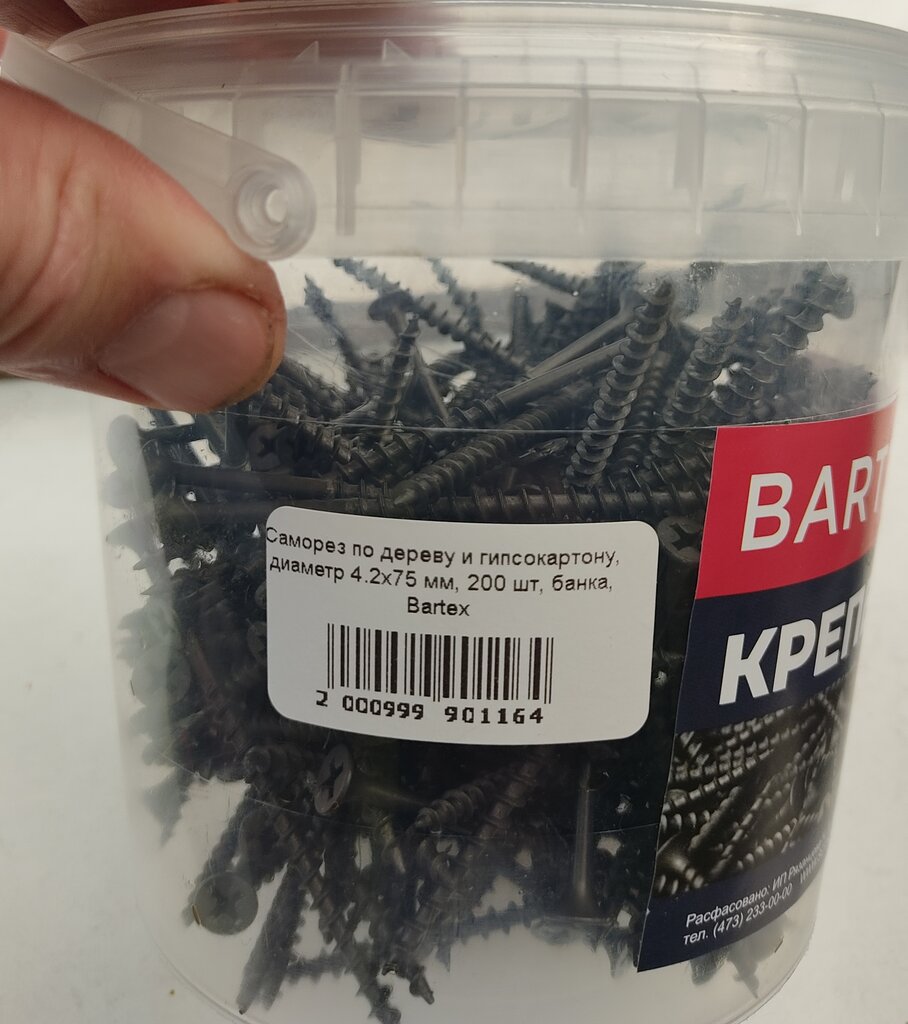 Саморез по дереву и гипсокартону,
диаметр 4.2х75 мм, 200 шт, банка,
Bartex
2 000999 901164
BART
КРЕП
Расфасовано: ИП
тел. (473) 233-00-00